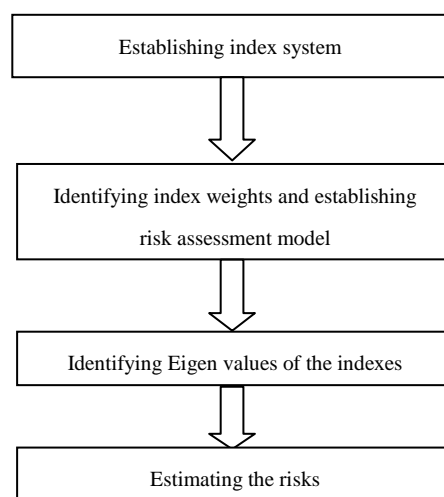 Establishing index system
Identifying index weights and establishing
risk assessment model
Identifying Eigen values of the indexes
Estimating the risks